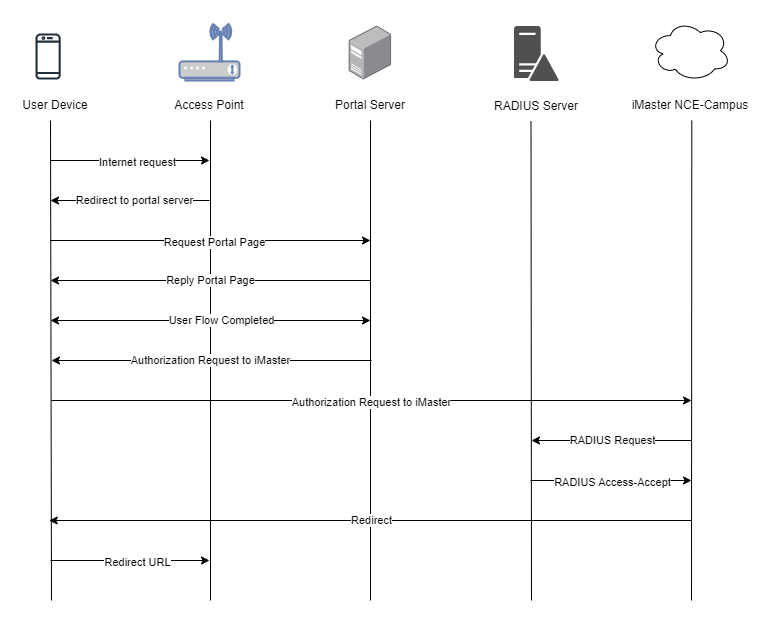 User Device
Access Point
Portal Server
RADIUS Server
iMaster NCE-Campus
Internet request
Redirect to portal server
Request Portal Page
Reply Portal Page
User Flow Completed
Authorization Request to iMaster
Authorization Request to iMaster
RADIUS Request
RADIUS Access-Accept
Redirect
Redirect URL